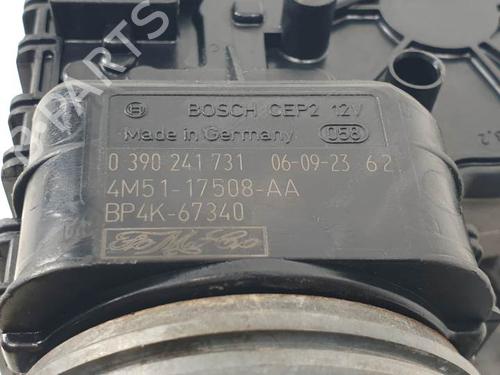 BOSCH CEP2 12V
Made in Germany 058
0 390 241 731 06-09-23 62
4M51-17508-AA
BP4K-67340
FoMoCo